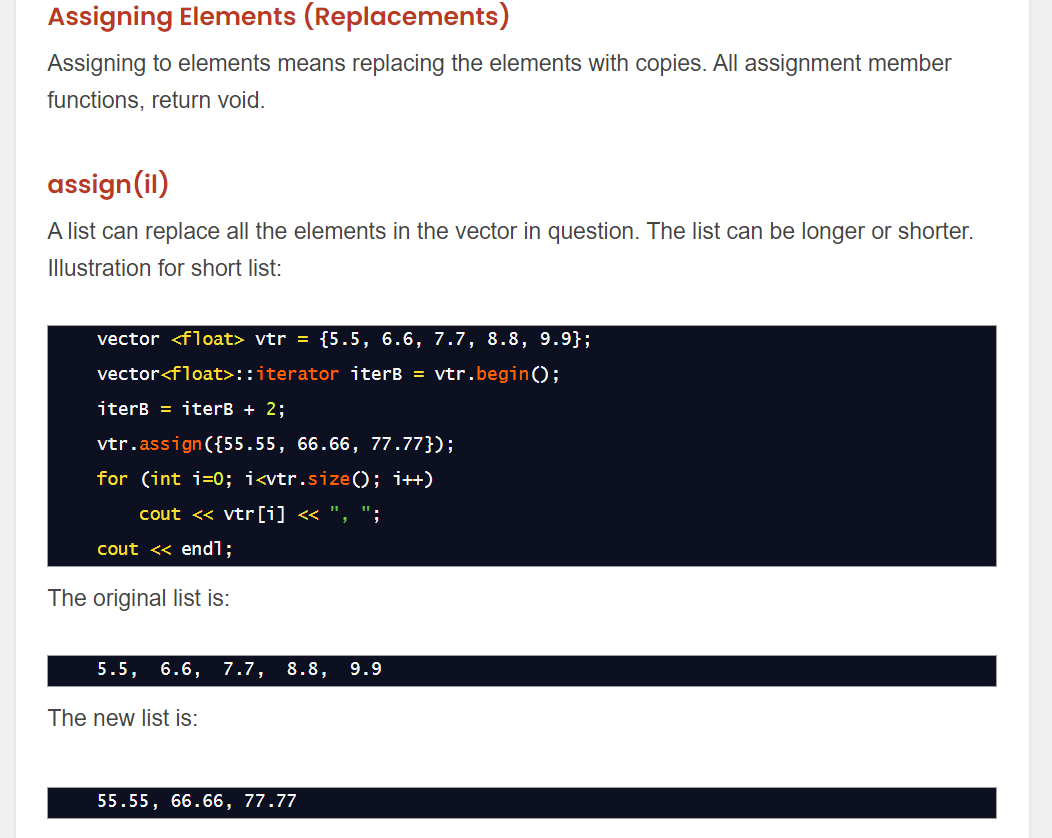 Assigning Elements (Replacements)
Assigning to elements means replacing the elements with copies. All assignment member
functions, return void.
assign(il)
A list can replace all the elements in the vector in question. The list can be longer or shorter.
Illustration for short list:
vector <float> vtr = {5.5, 6.6, 7.7, 8.8, 9.9};
vector<float>::iterator iterB = vtr.begin();
iterB = iterB + 2;
vtr.assign({55.55, 66.66, 77.77});
for (int i=0; i<vtr.size(); i++)
    cout << vtr[i] << ", ";
cout << endl;
The original list is:
5.5,  6.6,  7.7,  8.8,  9.9
The new list is:
55.55, 66.66, 77.77